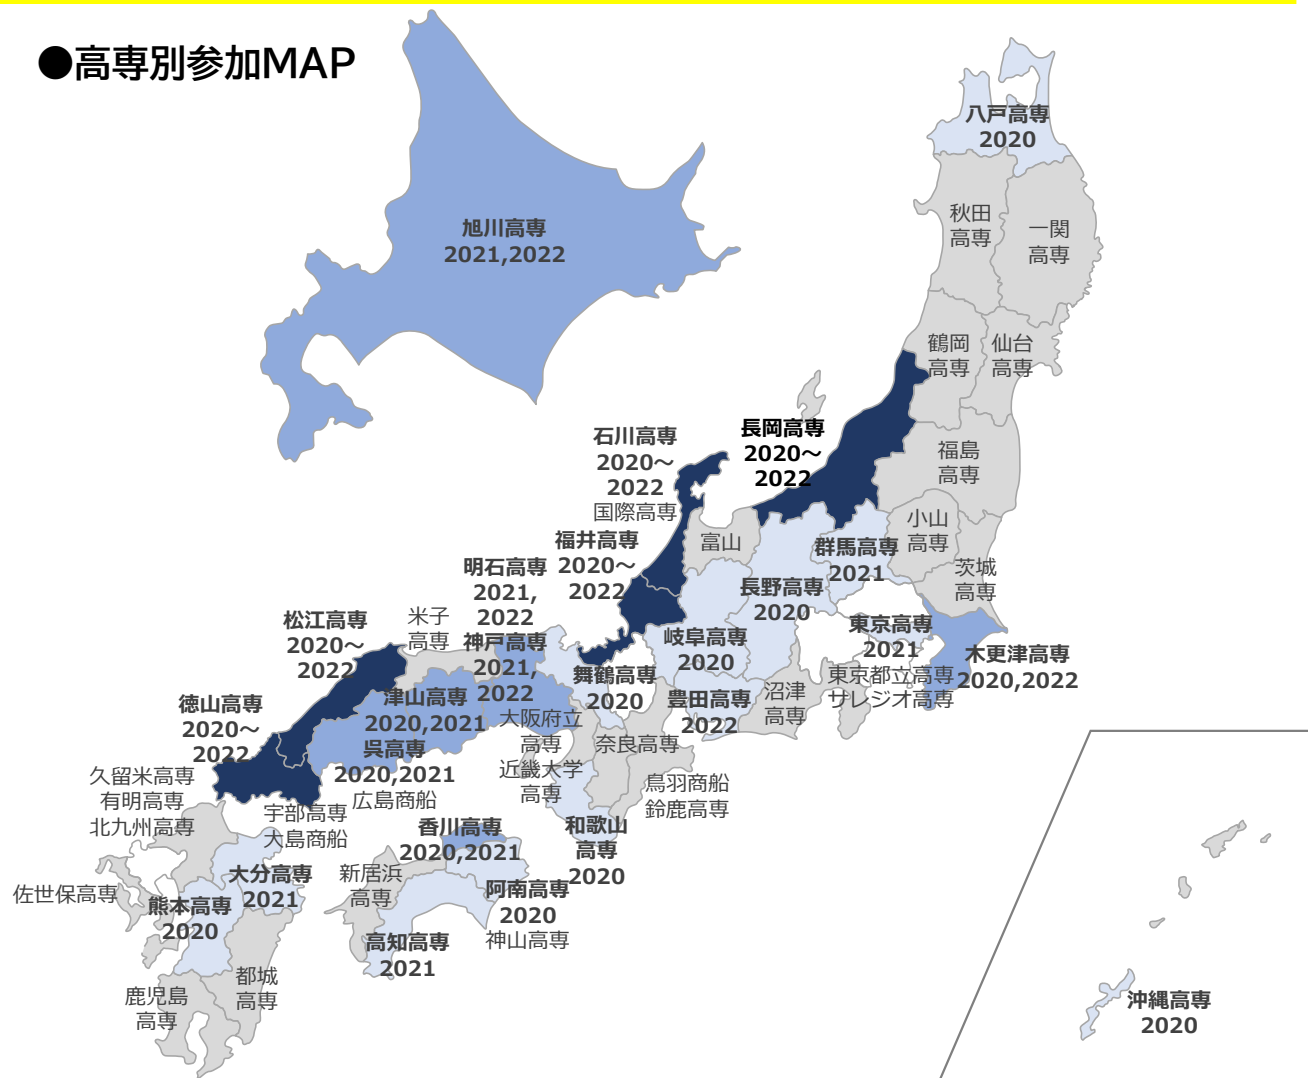 ●高専別参加MAP
八戸高専
2020
旭川高専
2021,2022
秋田
高専
一関
高専
鶴岡
高専
仙台
高専
石川高専
2020～
2022
国際高専
長岡高専
2020～
2022
福島
高専
小山
高専
富山
福井高専
2020～
2022
群馬高専
2021
茨城
高専
明石高専
2021,
2022
長野高専
2020
松江高専
2020～
2022
米子
高専
神戸高専
2021,
2022
岐阜高専
2020
東京高専
2021
東京都立高専
サレジオ高専
木更津高専
2020,2022
舞鶴高専
2020
豊田高専
2022
沼津
高専
徳山高専
2020～
2022
津山高専
2020,2021
呉高専
2020,2021
広島商船
大阪府立
高専
近畿大学
高専
奈良高専
鳥羽商船
鈴鹿高専
久留米高専
有明高専
北九州高専
宇部高専
大島商船
香川高専
2020,2021
和歌山
高専
2020
佐世保高専
大分高専
2021
新居浜
高専
阿南高専
2020
神山高専
熊本高専
2020
高知高専
2021
都城
高専
鹿児島
高専
沖縄高専
2020